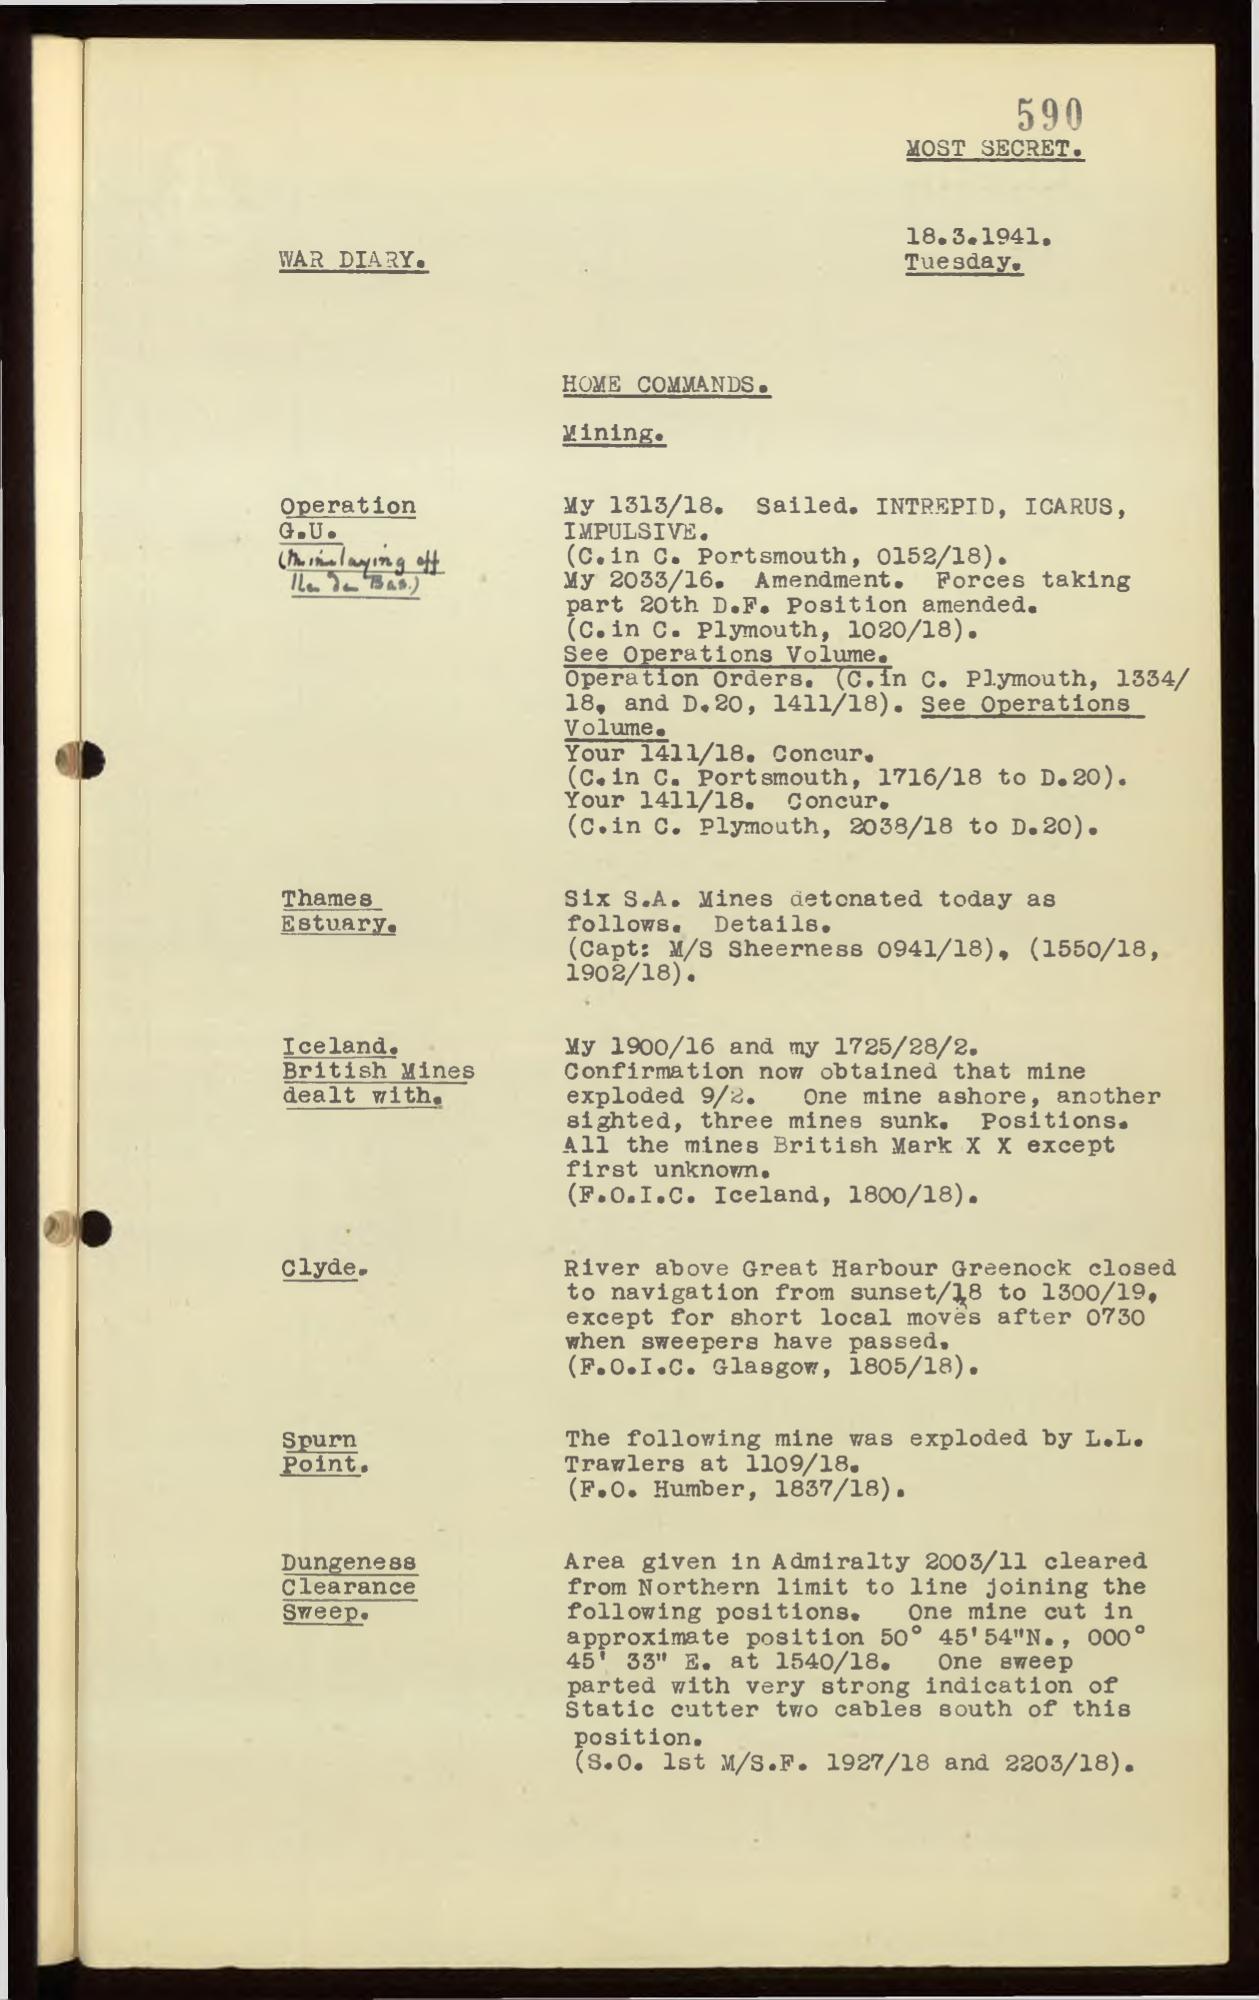 590
MOST SECRET.
18.3.1941.
Tuesday.
WAR DIARY.
HOME COMMANDS.
Mining.
Operation
G.U.
(Minelaying off
Ile de Bas.)
My 1313/18. Sailed. INTREPID, ICARUS,
IMPULSIVE.
(C.in C. Portsmouth, 0152/18).
My 2033/16. Amendment. Forces taking
part 20th D.F. Position amended.
(C.in C. Plymouth, 1020/18).
See Operations Volume.
Operation Orders. (C.in C. Plymouth, 1334/
18, and D.20, 1411/18). See Operations
Volume.
Your 1411/18. Concur.
(C.in C. Portsmouth, 1716/18 to D.20).
Your 1411/18. Concur.
(C.in C. Plymouth, 2038/18 to D.20).
Thames
Estuary.
Six S.A. Mines detonated today as
follows. Details.
(Capt: M/S Sheerness 0941/18), (1550/18,
1902/18).
Iceland.
British Mines
dealt with.
My 1900/16 and my 1725/28/2.
Confirmation now obtained that mine
exploded 9/2. One mine ashore, another
sighted, three mines sunk. Positions.
All the mines British Mark X X except
first unknown.
(F.O.I.C. Iceland, 1800/18).
Clyde.
River above Great Harbour Greenock closed
to navigation from sunset/18 to 1300/19,
except for short local moves after 0730
when sweepers have passed.
(F.O.I.C. Glasgow, 1805/18).
Spurn
Point.
The following mine was exploded by L.L.
Trawlers at 1109/18.
(F.O. Humber, 1837/18).
Dungeness
Clearance
Sweep.
Area given in Admiralty 2003/11 cleared
from Northern limit to line joining the
following positions. One mine cut in
approximate position 50° 45'54"N., 000°
45' 33" E. at 1540/18. One sweep
parted with very strong indication of
Static cutter two cables south of this
position.
(S.O. 1st M/S.F. 1927/18 and 2203/18).